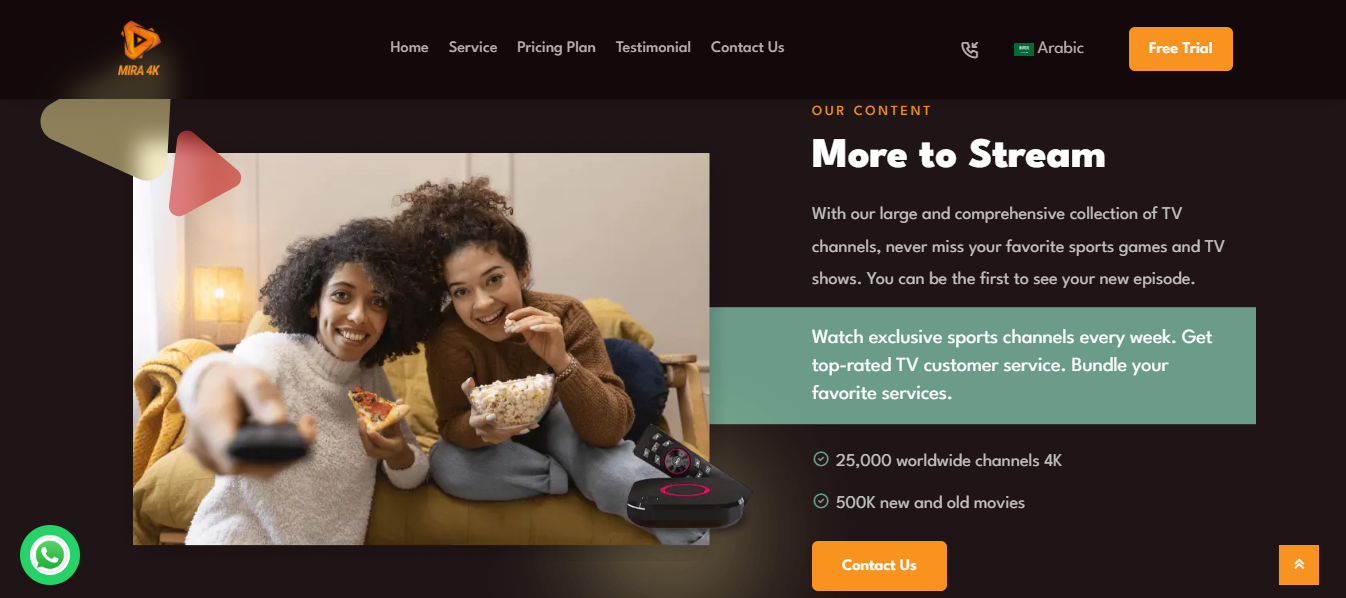 MIRA 4K
Home
Service
Pricing Plan
Testimonial
Contact Us
Arabic
Free Trial
OUR CONTENT
More to Stream
With our large and comprehensive collection of TV
channels, never miss your favorite sports games and TV
shows. You can be the first to see your new episode.
Watch exclusive sports channels every week. Get
top-rated TV customer service. Bundle your
favorite services.
25,000 worldwide channels 4K
500K new and old movies
Contact Us